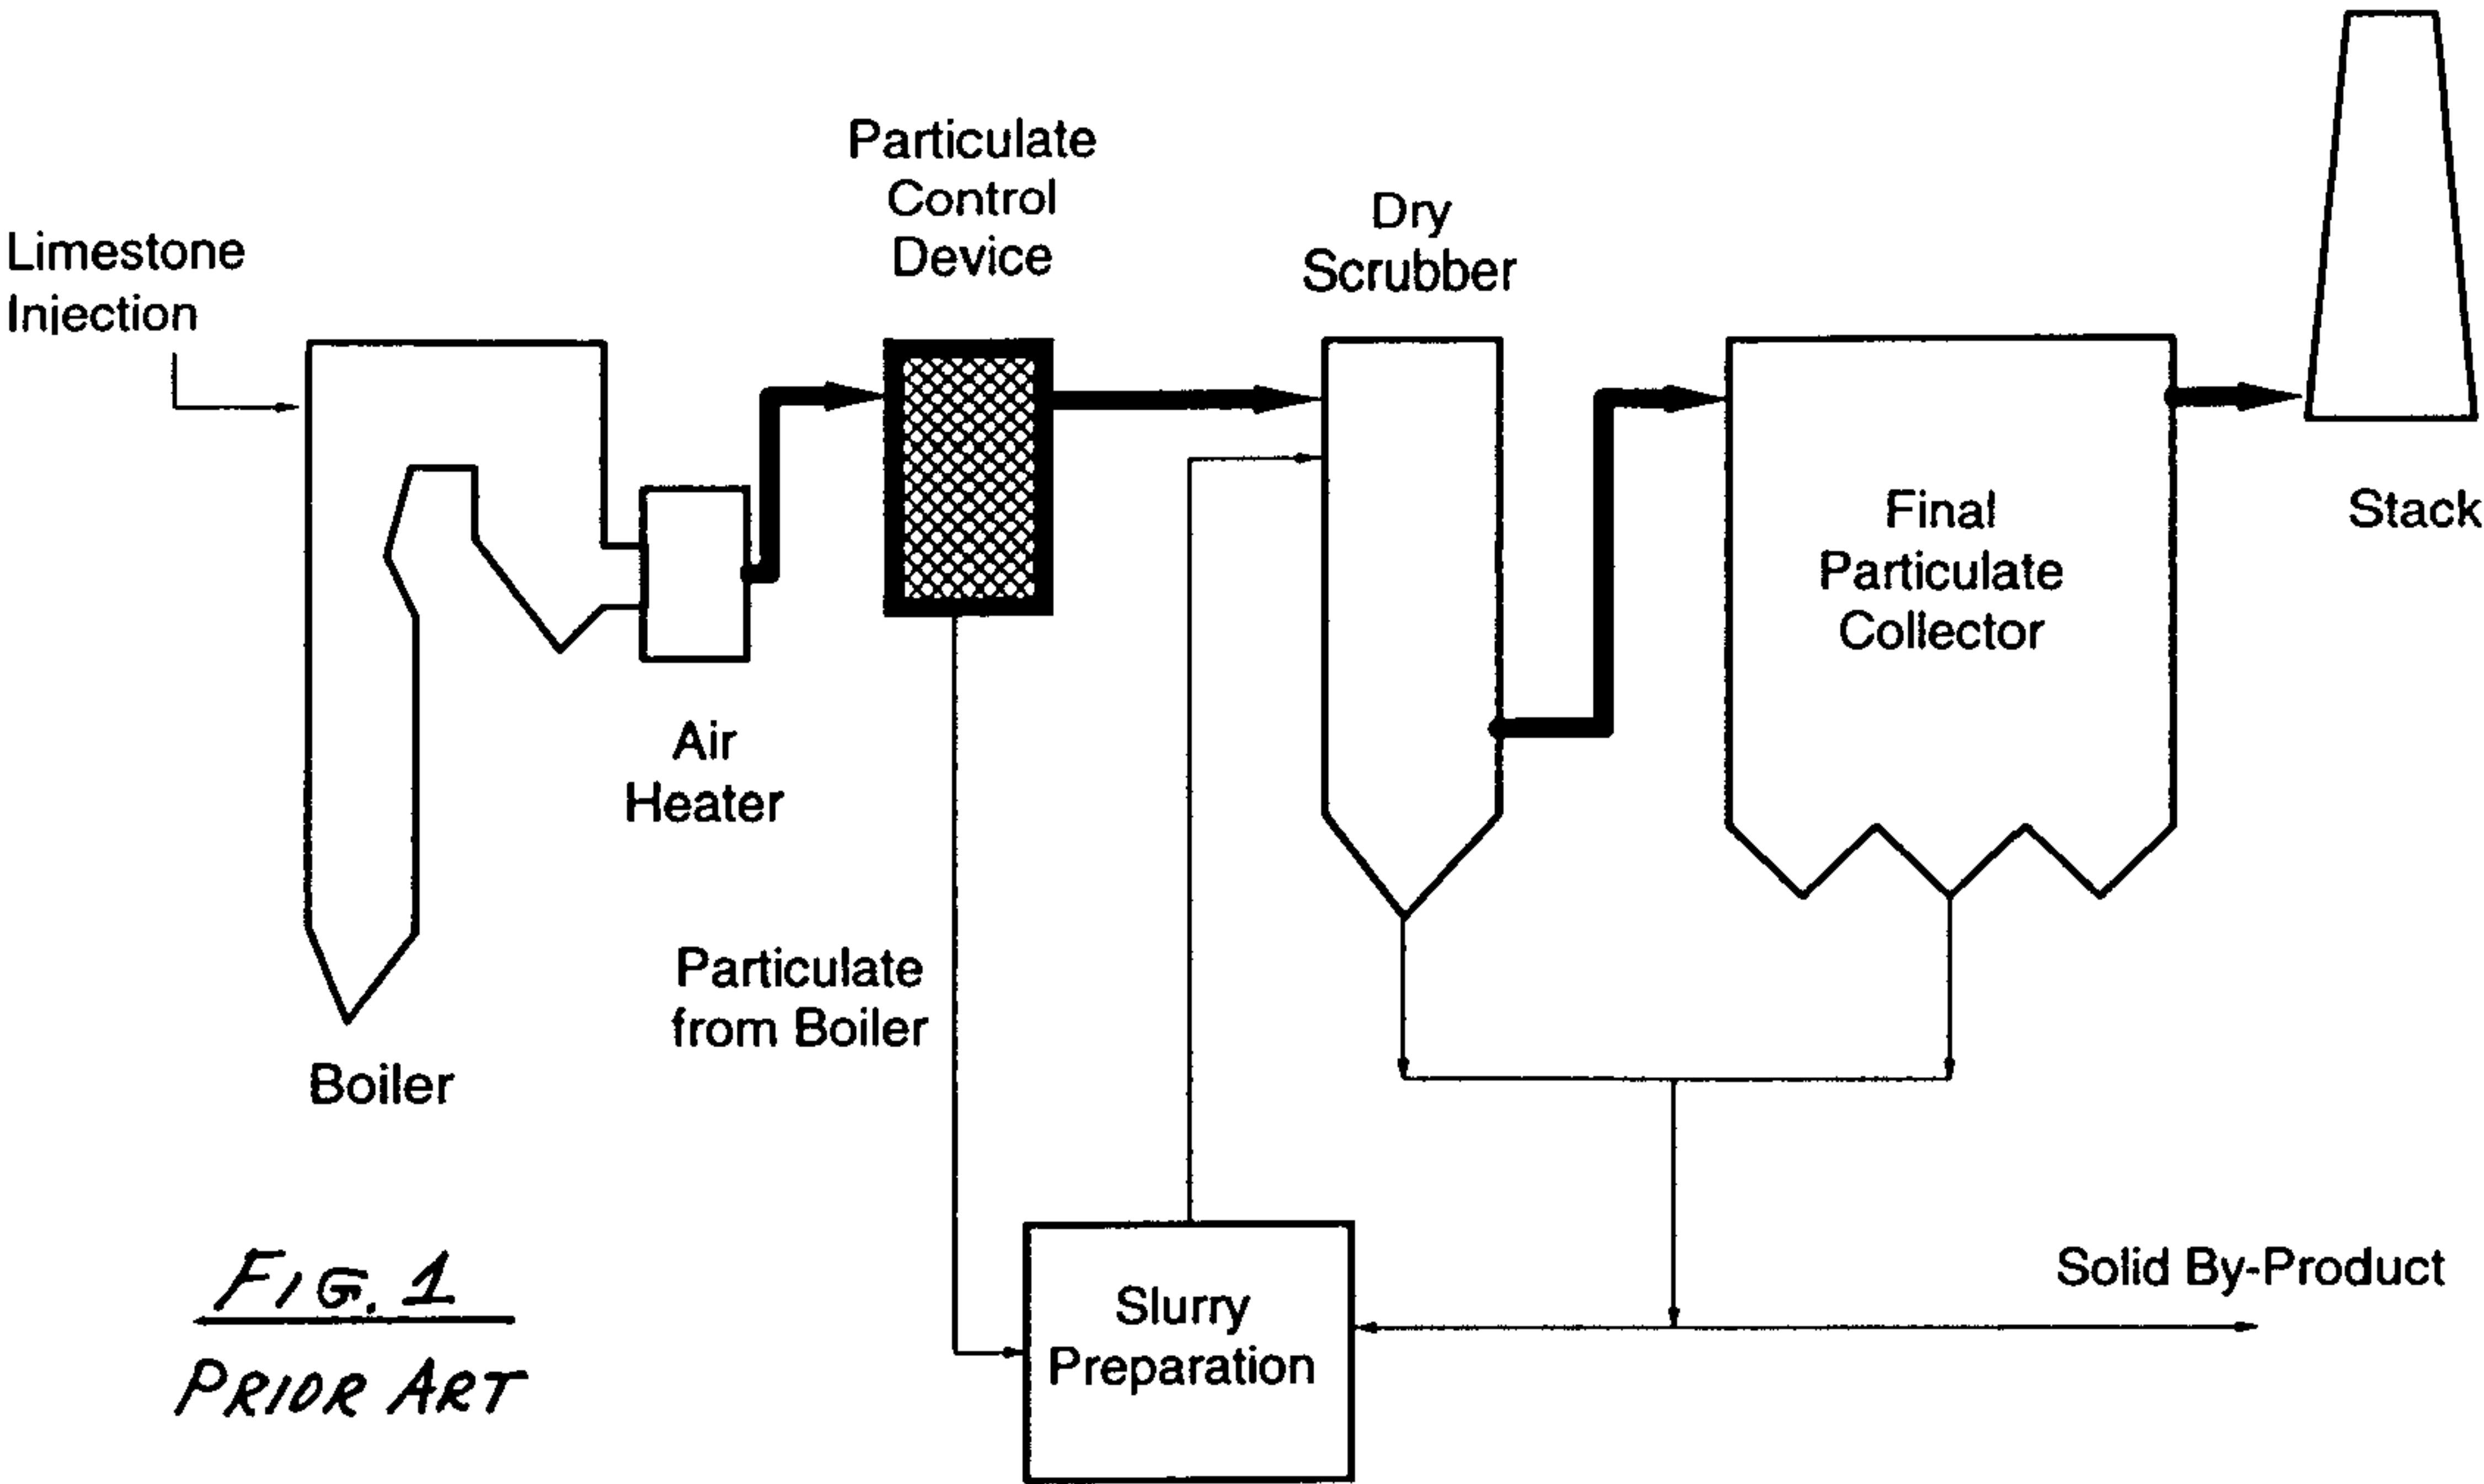 Limestone
Injection
Particulate
Control
Device
Dry
Scrubber
Stack
Final
Particulate
Collector
Air
Heater
Particulate
from Boiler
Boiler
Slurry
Preparation
Solid By-Product
FIG. 1
PRIOR ART